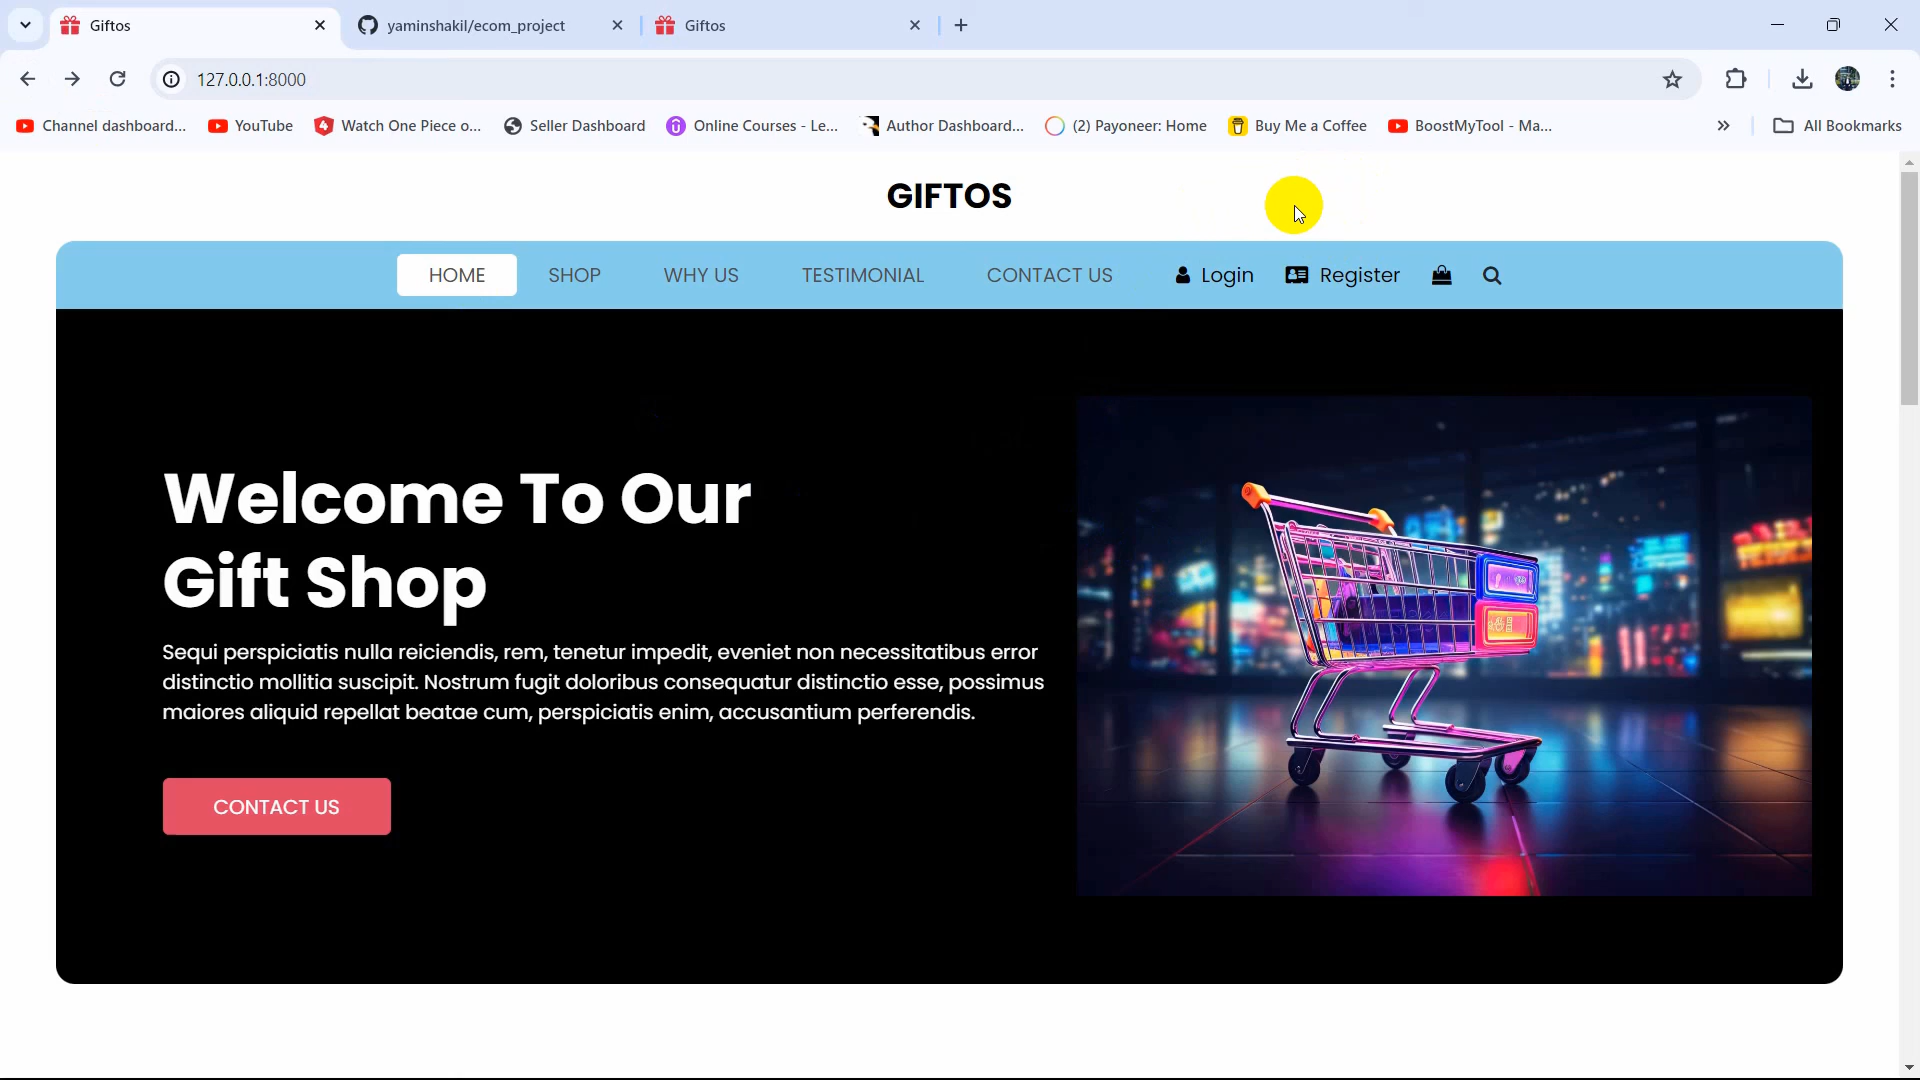 Giftos
yaminshakil/ecom_project
Giftos
127.0.0.1:8000
Channel dashboard...
YouTube
Watch One Piece o...
Seller Dashboard
Online Courses - Le...
Author Dashboard...
(2) Payoneer: Home
Buy Me a Coffee
BoostMyTool - Ma...
All Bookmarks
GIFTOS
HOME
SHOP
WHY US
TESTIMONIAL
CONTACT US
Login
Register
Welcome To Our
Gift Shop
Sequi perspiciatis nulla reiciendis, rem, tenetur impedit, eveniet non necessitatibus error
distinctio mollitia suscipit. Nostrum fugit doloribus consequatur distinctio esse, possimus
maiores aliquid repellat beatae cum, perspiciatis enim, accusantium perferendis.
CONTACT US